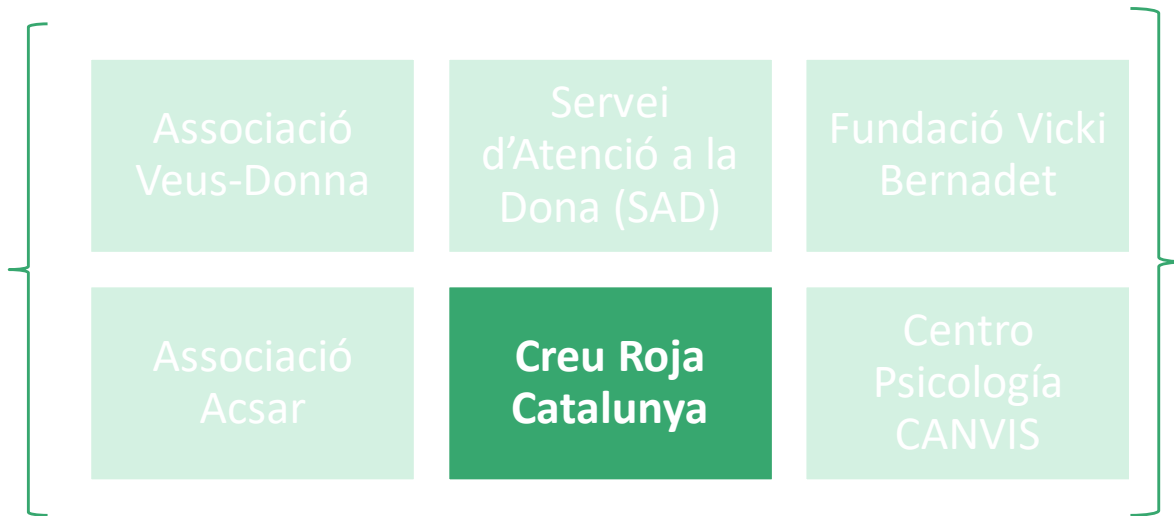 Associació
Veus-Donna
Servei
d’Atenció a la
Dona (SAD)
Fundació Vicki
Bernadet
Associació
Acsar
Creu Roja
Catalunya
Centro
Psicología
CANVIS